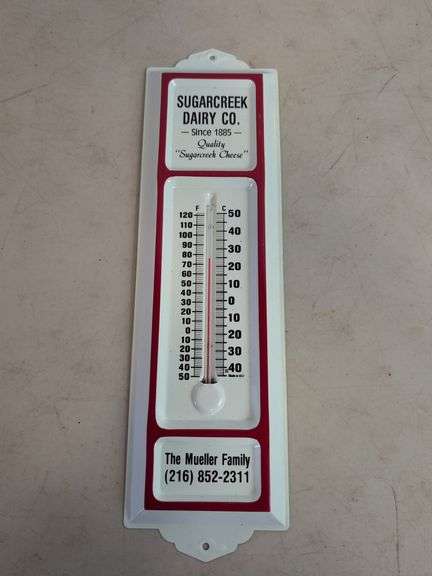 SUGARCREEK
DAIRY CO.
— Since 1885 —
Quality
"Sugarcreek Cheese"
F C
120 50
110
100 40
90
80 30
70 20
60
50 10
40
30 0
20
10 10
0
10 20
20
30 30
40 40
50
The Mueller Family
(216) 852-2311